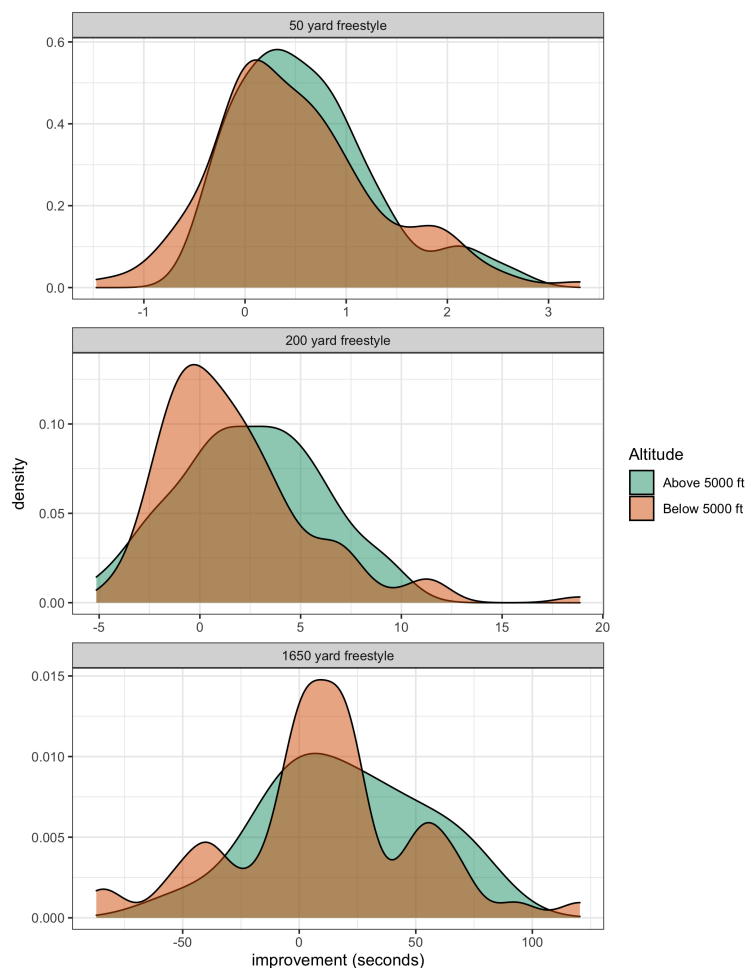 50 yard freestyle
0.6
0.4
0.2
0.0
-1 0 1 2 3
200 yard freestyle
0.10
0.05
0.00
-5 0 5 10 15 20
density
Altitude
Above 5000 ft
Below 5000 ft
1650 yard freestyle
0.015
0.010
0.005
0.000
-50 0 50 100
improvement (seconds)